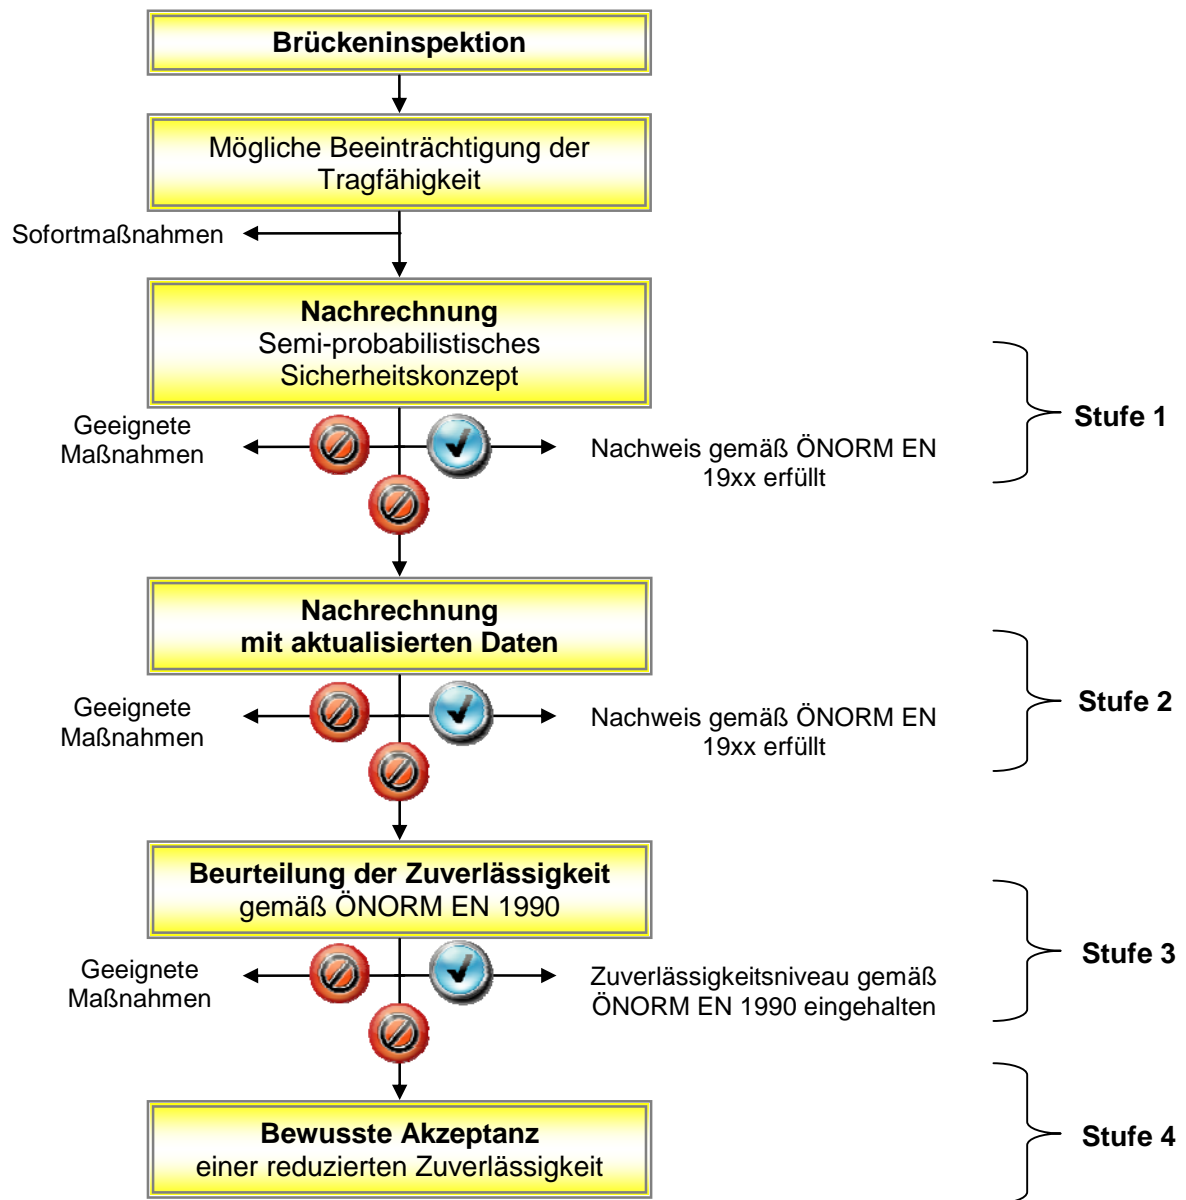 Brückeninspektion
Mögliche Beeinträchtigung der
Tragfähigkeit
Sofortmaßnahmen
Nachrechnung
Semi-probabilistisches
Sicherheitskonzept
Geeignete
Maßnahmen
Nachweis gemäß ÖNORM EN
19xx erfüllt
Stufe 1
Nachrechnung
mit aktualisierten Daten
Geeignete
Maßnahmen
Nachweis gemäß ÖNORM EN
19xx erfüllt
Stufe 2
Beurteilung der Zuverlässigkeit
gemäß ÖNORM EN 1990
Geeignete
Maßnahmen
Zuverlässigkeitsniveau gemäß
ÖNORM EN 1990 eingehalten
Stufe 3
Bewusste Akzeptanz
einer reduzierten Zuverlässigkeit
Stufe 4